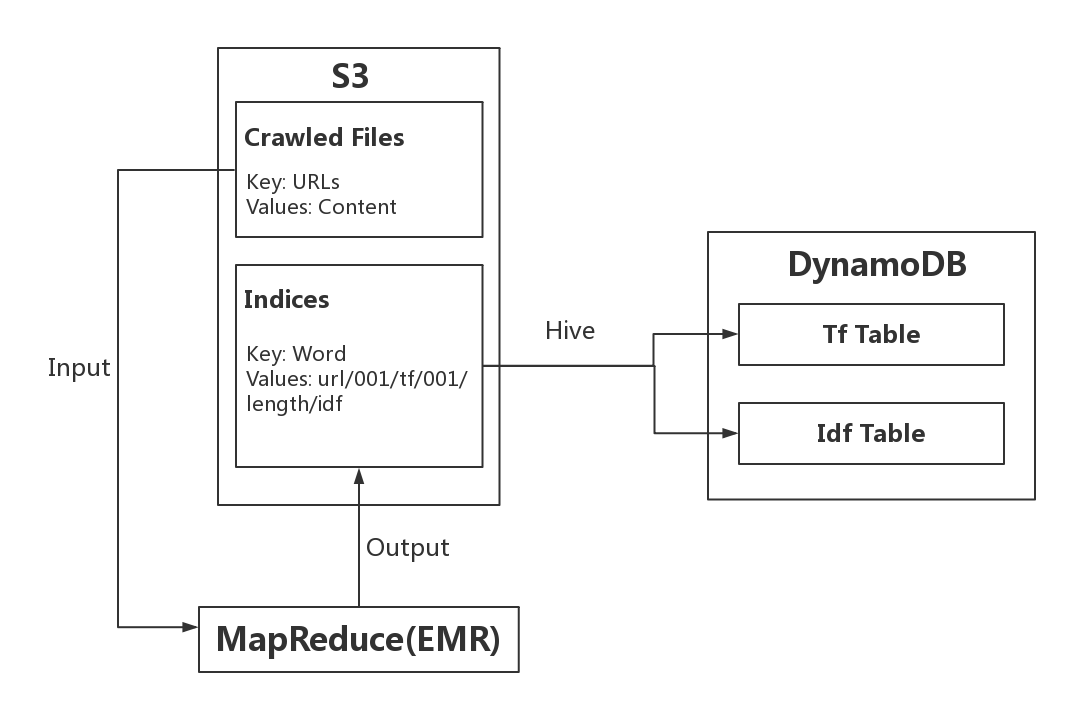 S3
Crawled Files
Key: URLs
Values: Content
Indices
Key: Word
Values: url/001/tf/001/
length/idf
Input
Output
MapReduce(EMR)
Hive
DynamoDB
Tf Table
Idf Table